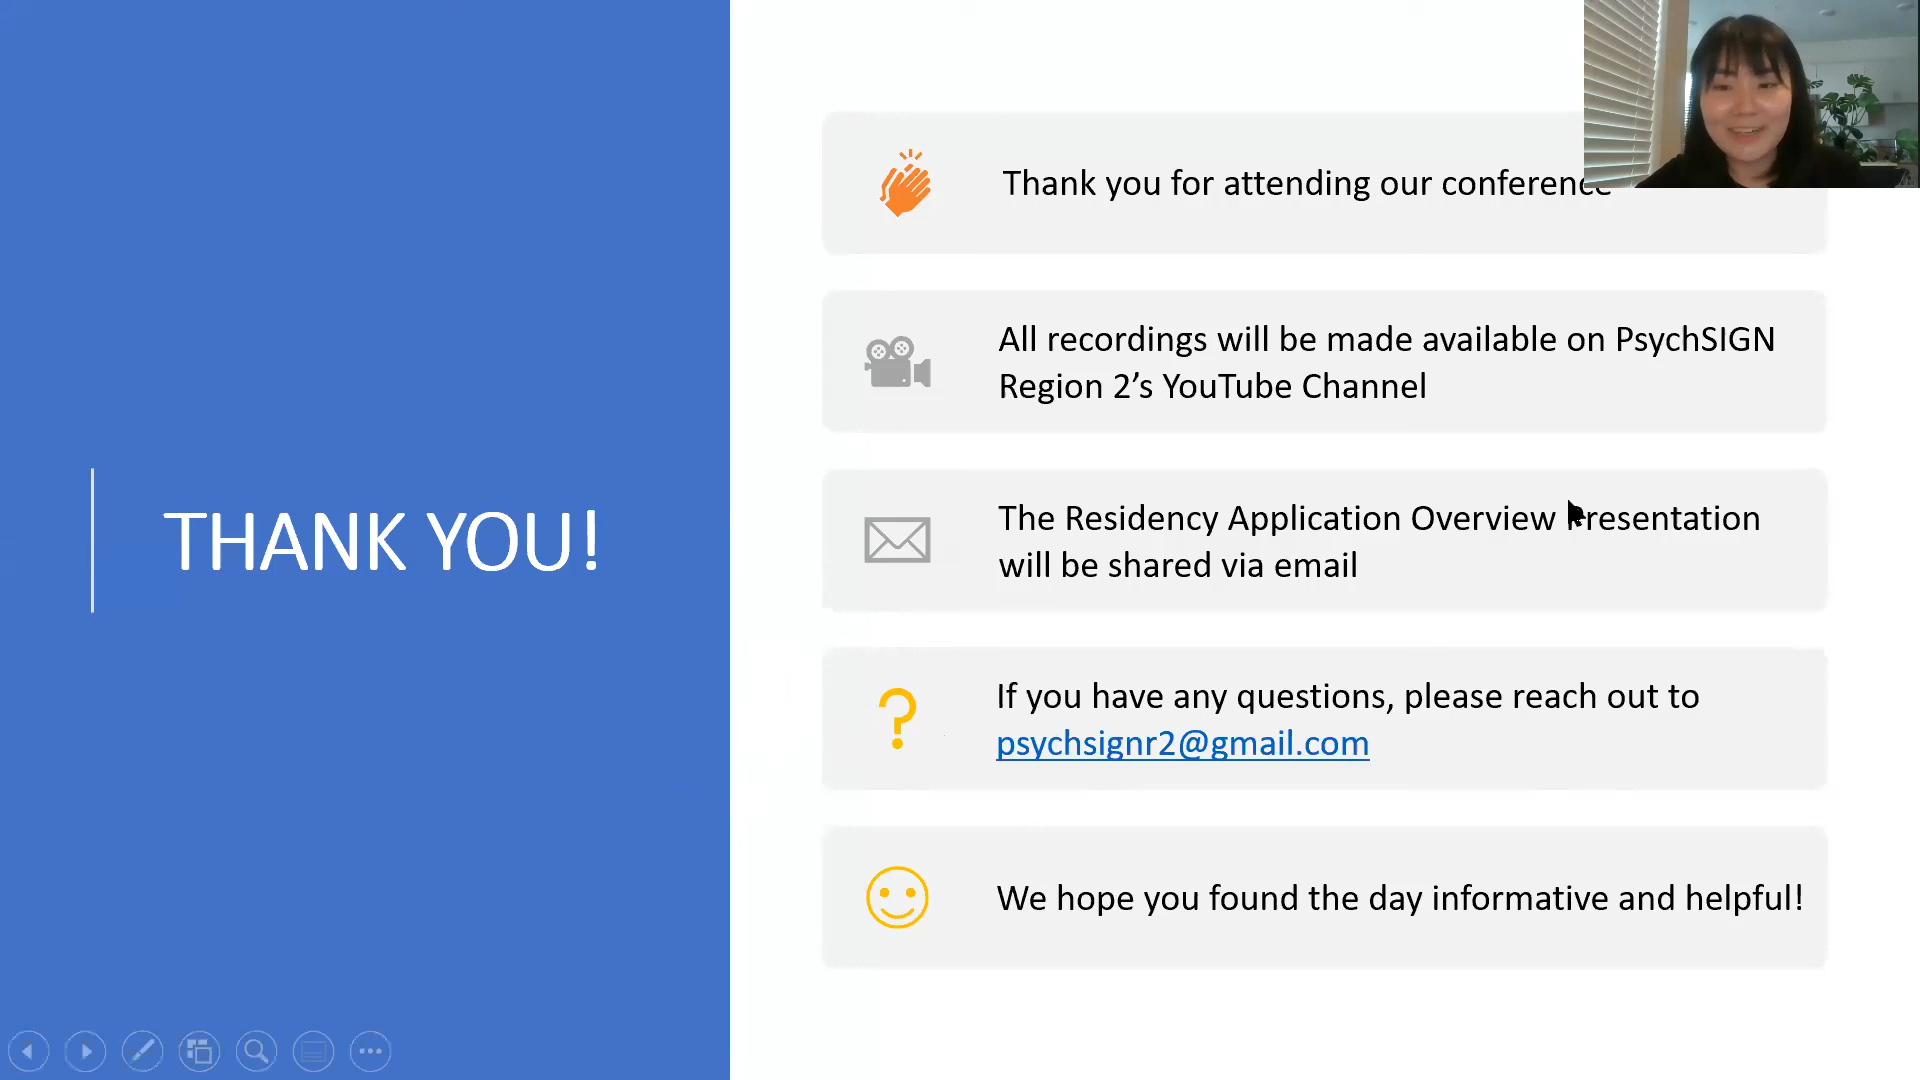 THANK YOU!
Thank you for attending our conference
All recordings will be made available on PsychSIGN
Region 2’s YouTube Channel
The Residency Application Overview Presentation
will be shared via email
If you have any questions, please reach out to
psychsignr2@gmail.com
We hope you found the day informative and helpful!